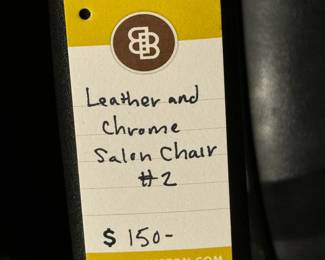 Leather and
Chrome
Salon Chair
#2
$ 150-